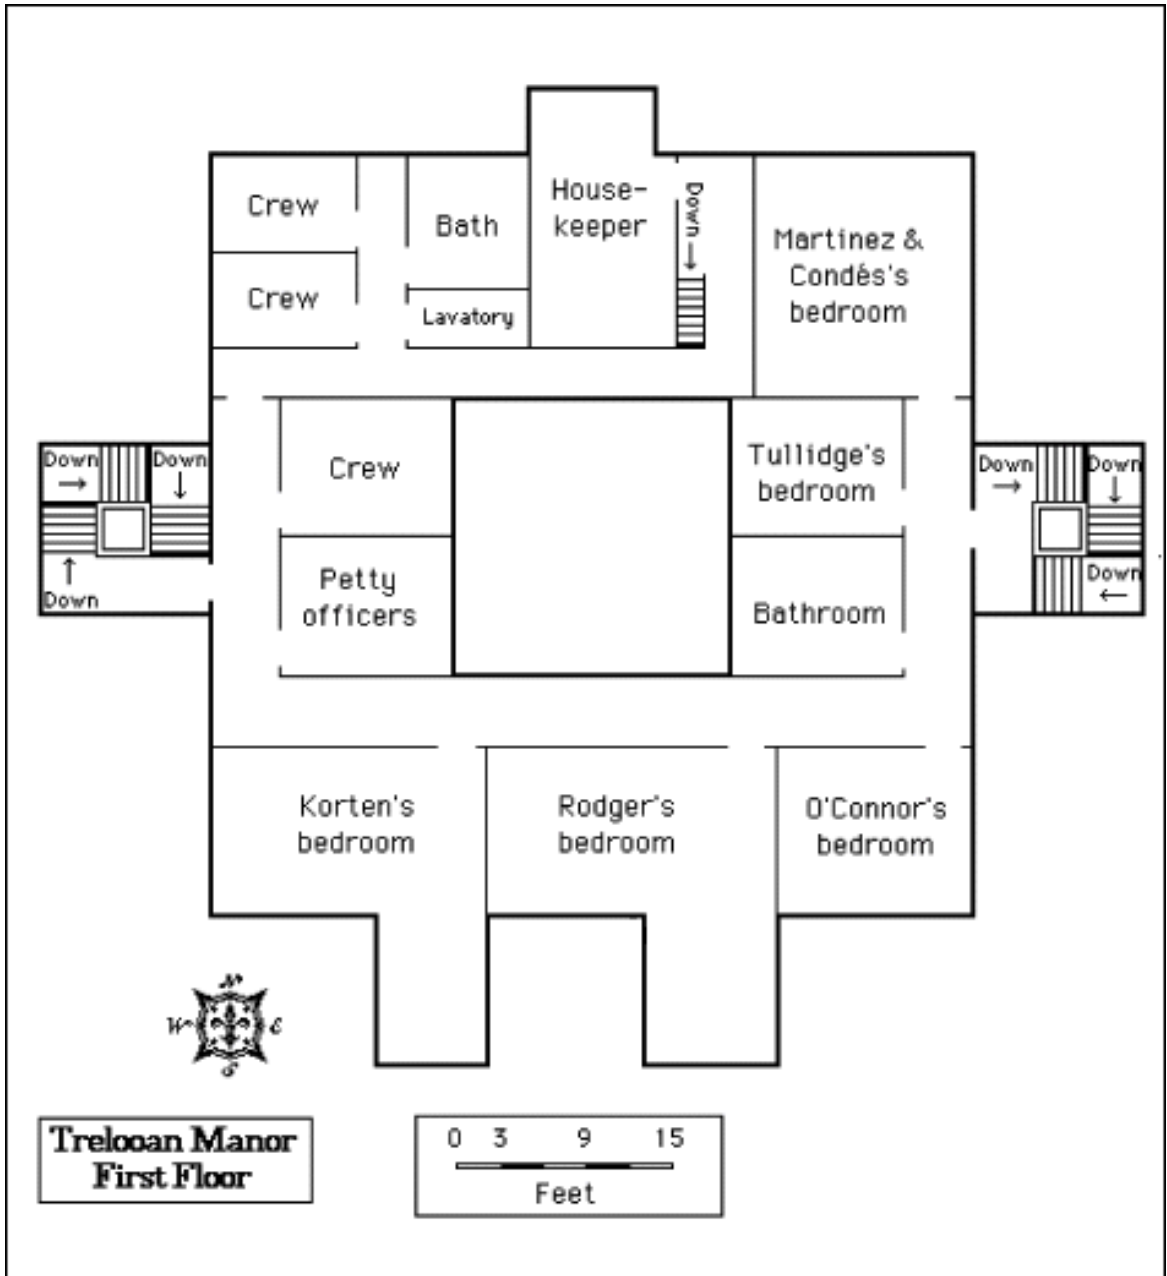 Crew
Bath
House-
keeper
Down
Martinez &
Condés's
bedroom
Crew
Lavatory
Down
Down
Down
Crew
Tullidge's
bedroom
Down
Down
Down
Petty
officers
Bathroom
Korten's
bedroom
Rodger's
bedroom
O'Connor's
bedroom
N
W
E
S
Trelooan Manor
First Floor
0 3 9 15
Feet